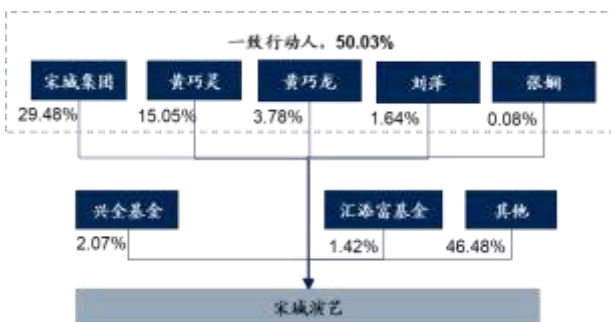 一致行动人，50.03%
宋城集团 黄巧灵 黄巧龙 刘萍 张娴
29.48% 15.05% 3.78% 1.64% 0.08%
兴全基金 汇添富基金 其他
2.07% 1.42% 46.48%
宋城演艺